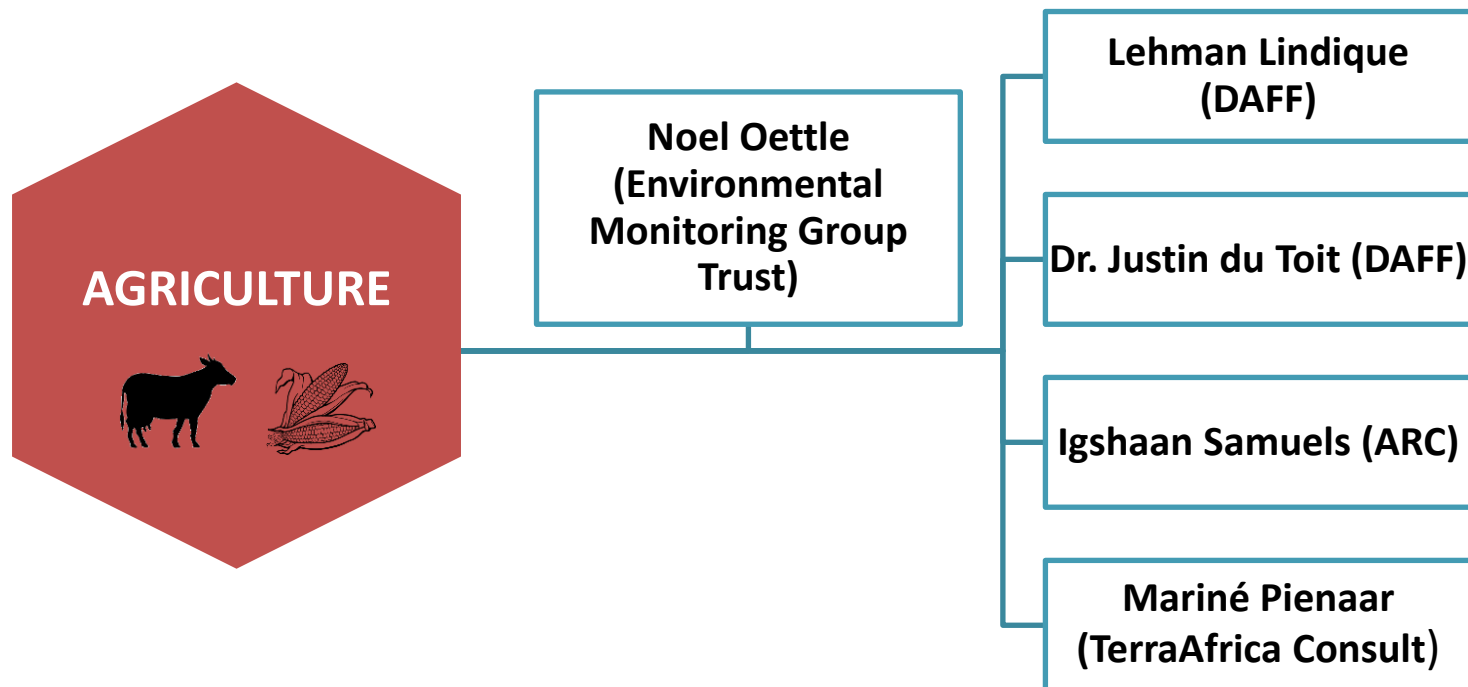 AGRICULTURE
Noel Oettle
(Environmental
Monitoring Group
Trust)
Lehman Lindique
(DAFF)
Dr. Justin du Toit (DAFF)
Igshaan Samuels (ARC)
Mariné Pienaar
(TerraAfrica Consult)